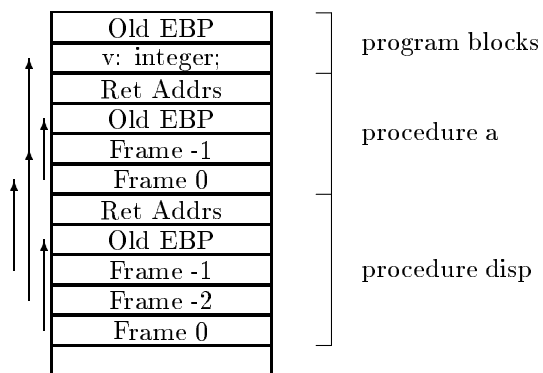 Old EBP
v: integer;
Ret Addrs
Old EBP
Frame -1
Frame 0
Ret Addrs
Old EBP
Frame -1
Frame -2
Frame 0
program blocks
procedure a
procedure disp